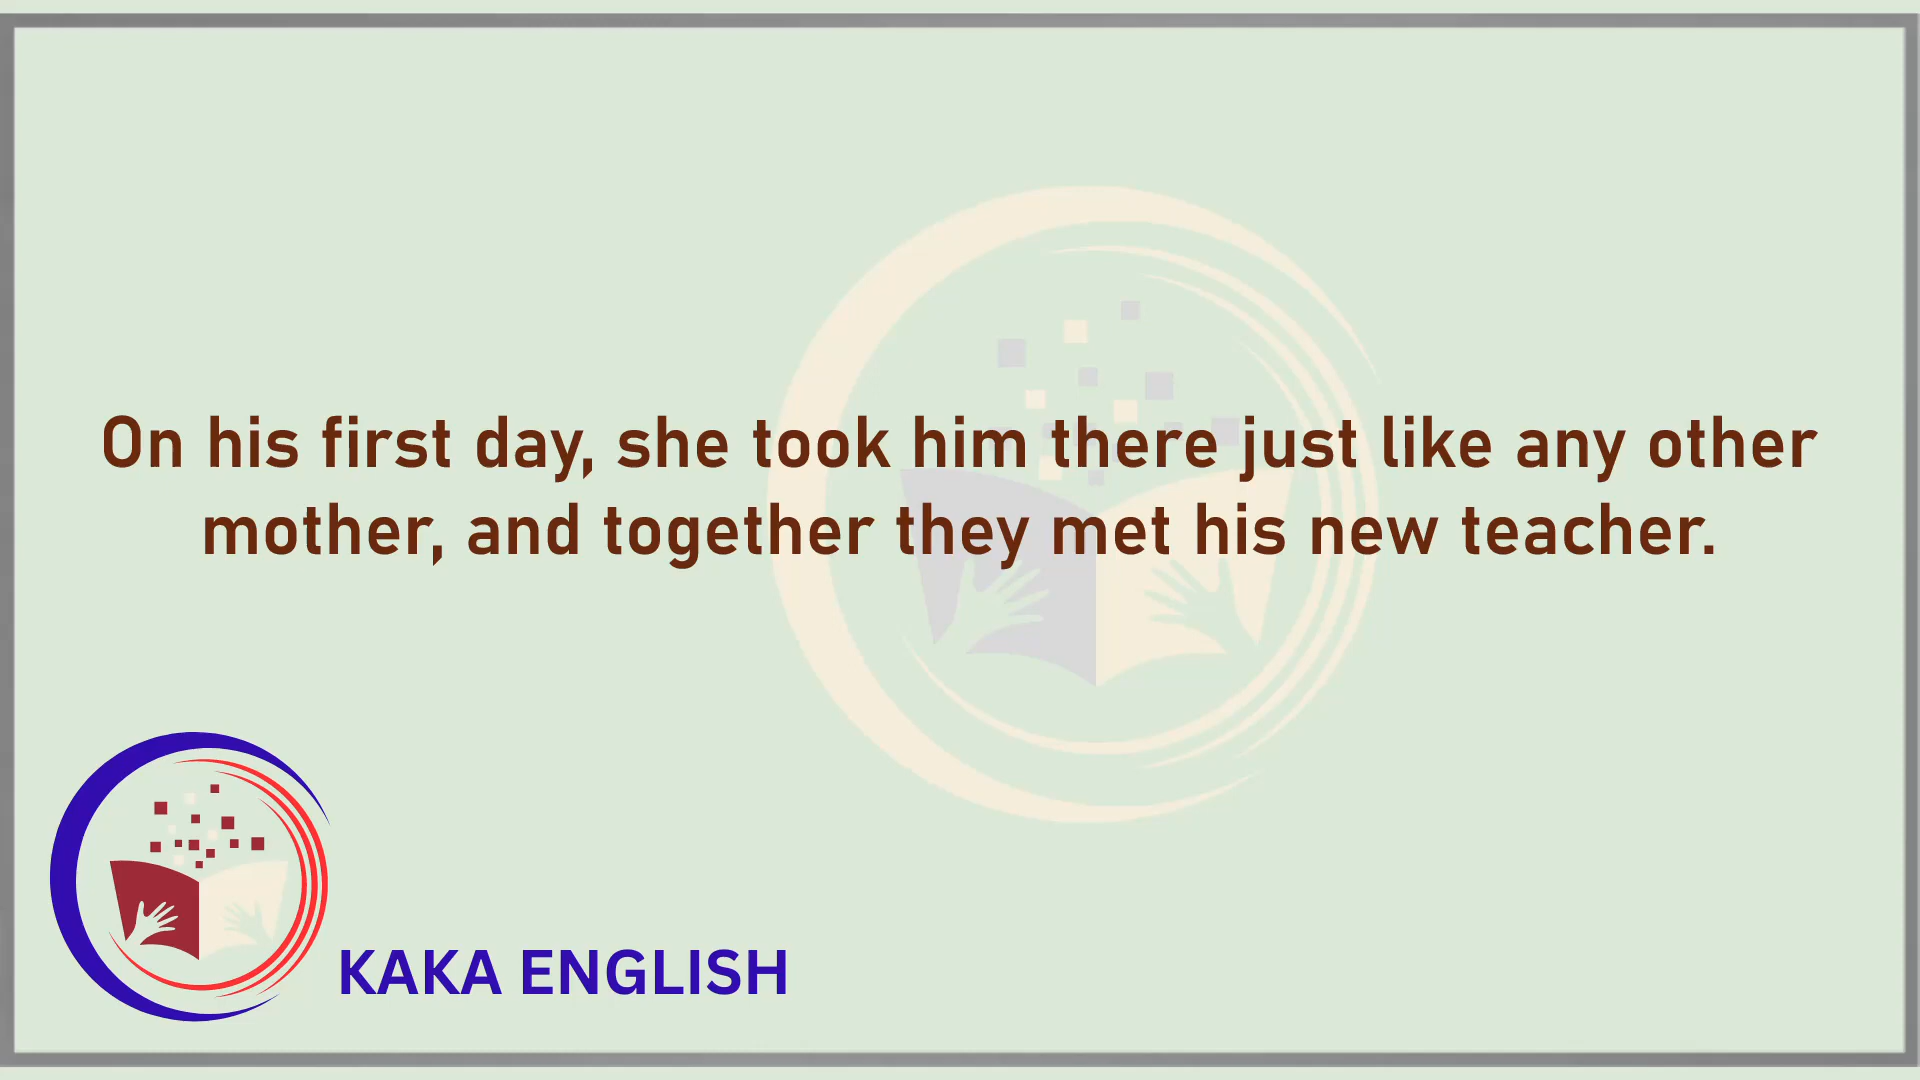 On his first day, she took him there just like any other
mother, and together they met his new teacher.
KAKA ENGLISH